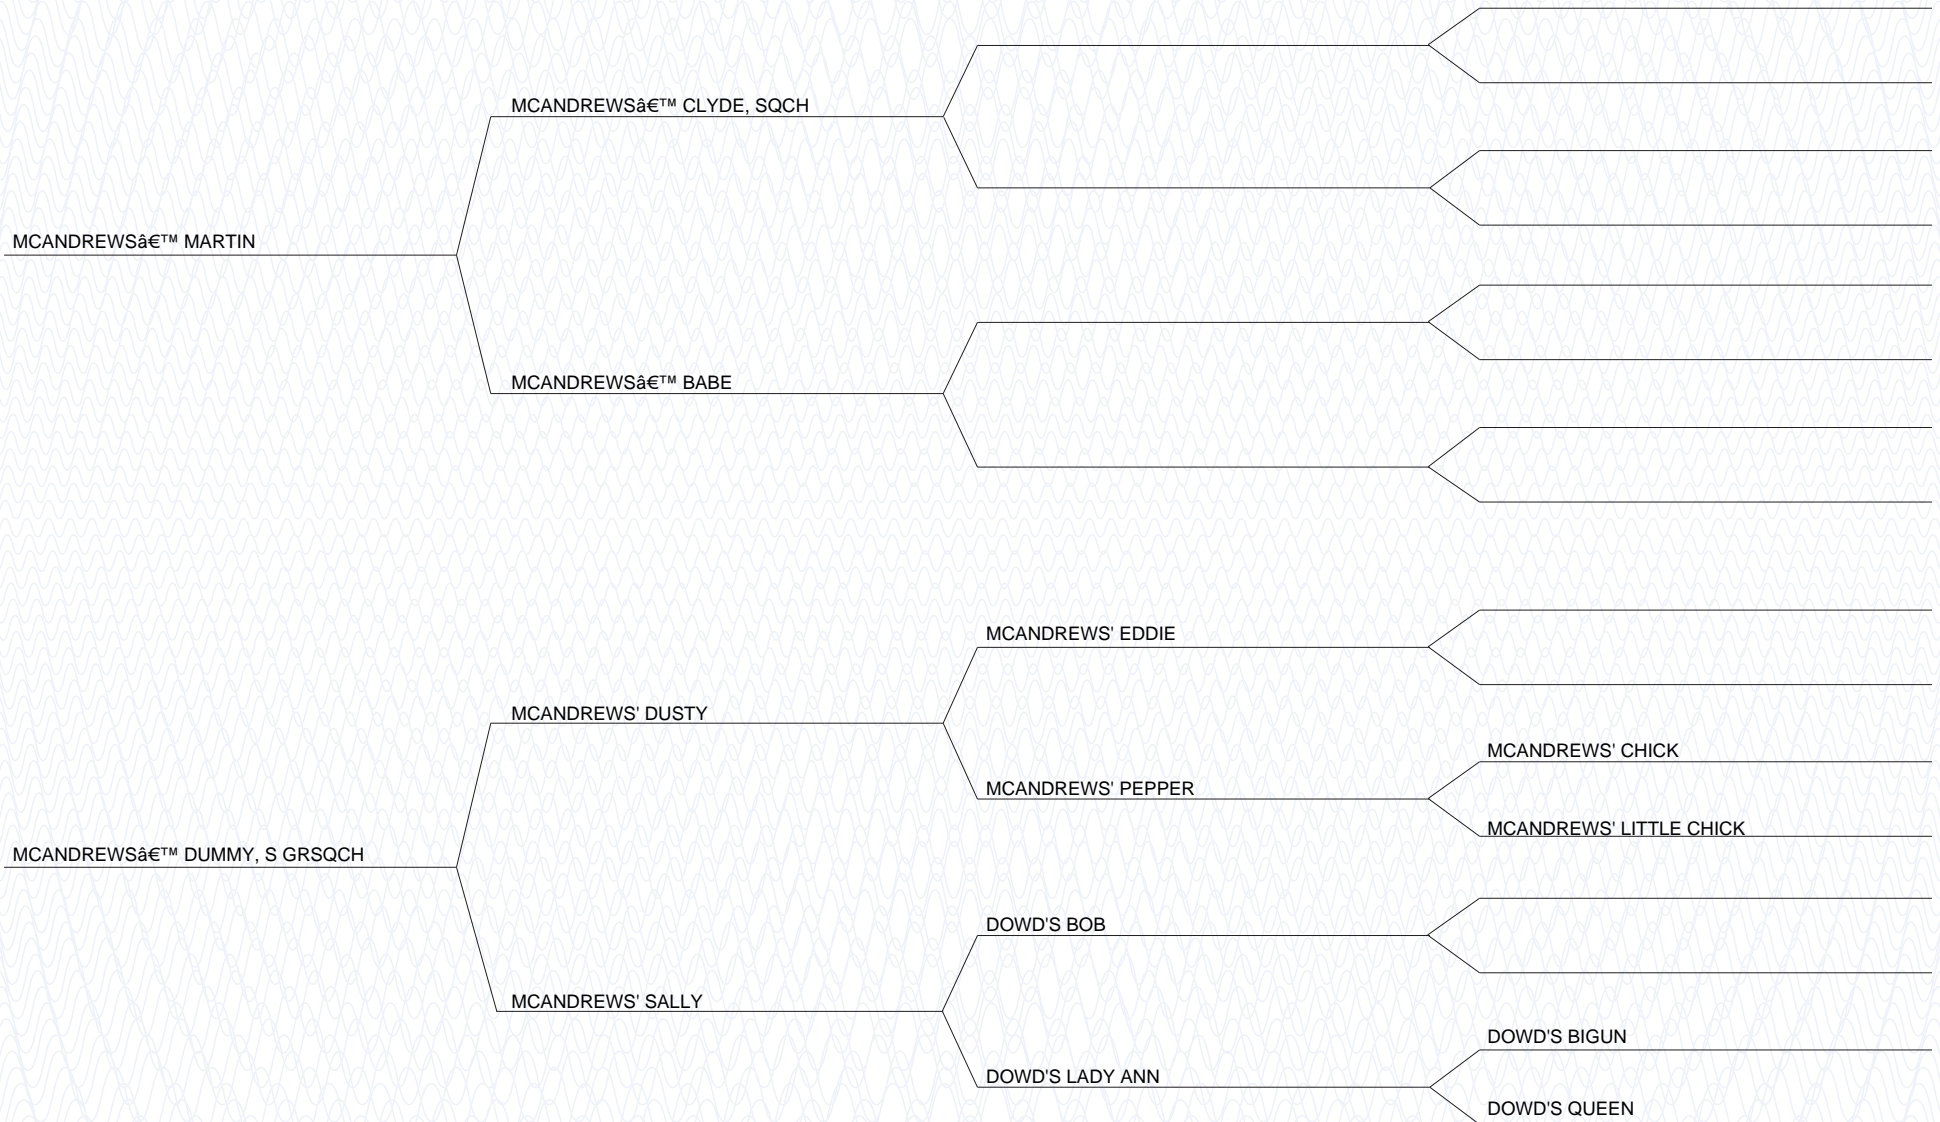 MCANDREWSâ€™ CLYDE, SQCH
MCANDREWSâ€™ MARTIN
MCANDREWSâ€™ BABE
MCANDREWS' EDDIE
MCANDREWS' DUSTY
MCANDREWS' CHICK
MCANDREWS' PEPPER
MCANDREWS' LITTLE CHICK
MCANDREWSâ€™ DUMMY, S GRSQCH
DOWD'S BOB
MCANDREWS' SALLY
DOWD'S BIGUN
DOWD'S LADY ANN
DOWD'S QUEEN